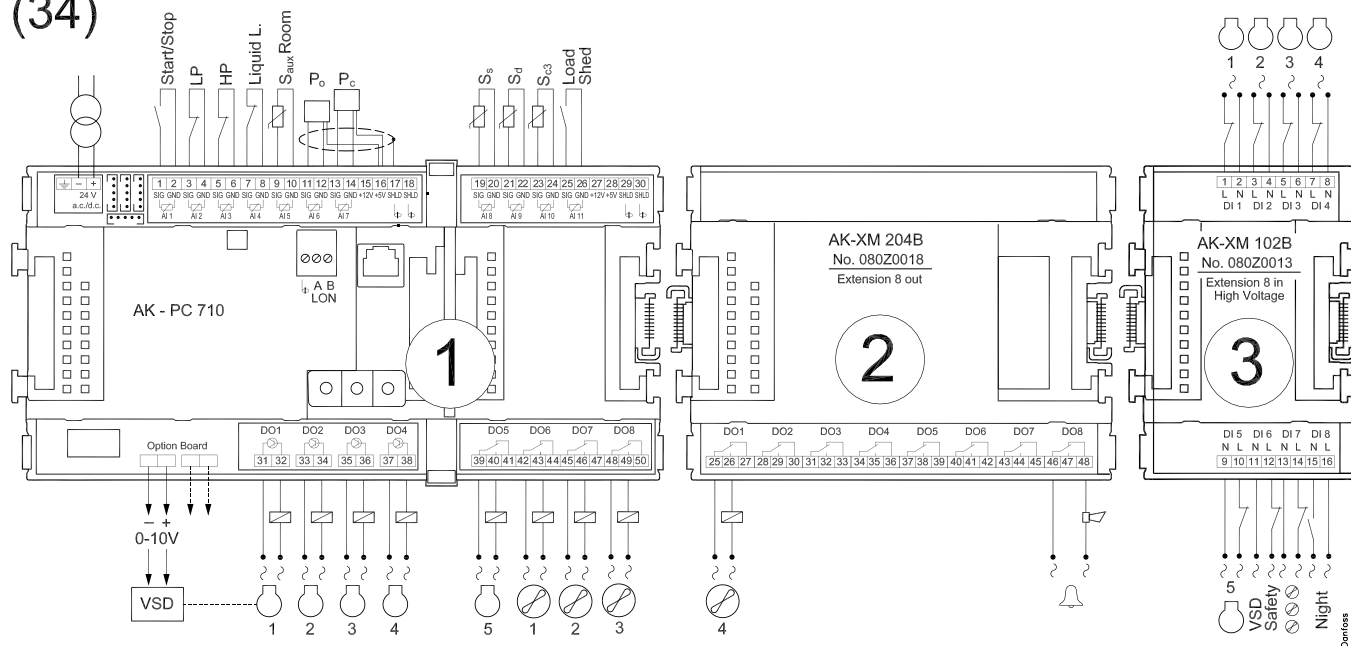 (34)
Start/Stop
LP
HP
Liquid L.
Saux Room
Po
Pc
Ss
Sd
Sc3
Load
Shed
1 2 3 4
− +
24 V
a.c./d.c.
1 2 3 4 5 6 7 8 9 10 11 12 13 14 15 16 17 18
SIG GND SIG GND SIG GND SIG GND SIG GND SIG GND SIG GND +12V +5V SHLD SHLD
AI 1 AI 2 AI 3 AI 4 AI5 AI 6 AI 7
19 20 21 22 23 24 25 26 27 28 29 30
SIG GND SIG GND SIG GND SIG GND +12V +5V SHLD SHLD
AI 8 AI 9 AI 10 AI 11
1 2 3 4 5 6 7 8
L N L N L N L N
DI 1 DI 2 DI 3 DI 4
A B
LON
AK - PC 710
1
AK-XM 204B
No. 080Z0018
Extension 8 out
2
AK-XM 102B
No. 080Z0013
Extension 8 in
High Voltage
3
Option Board
DO1 DO2 DO3 DO4
31 32 33 34 35 36 37 38
DO5 DO6 DO7 DO8
39 40 41 42 43 44 45 46 47 48 49 50
DO1 DO2 DO3 DO4 DO5 DO6 DO7 DO8
25 26 27 28 29 30 31 32 33 34 35 36 37 38 39 40 41 42 43 44 45 46 47 48
DI 5 DI 6 DI 7 DI 8
N L N L N L N L
9 10 11 12 13 14 15 16
− +
0-10V
VSD
1 2 3 4
5 1 2 3
4
5
VSD
Safety
Night
Danfoss